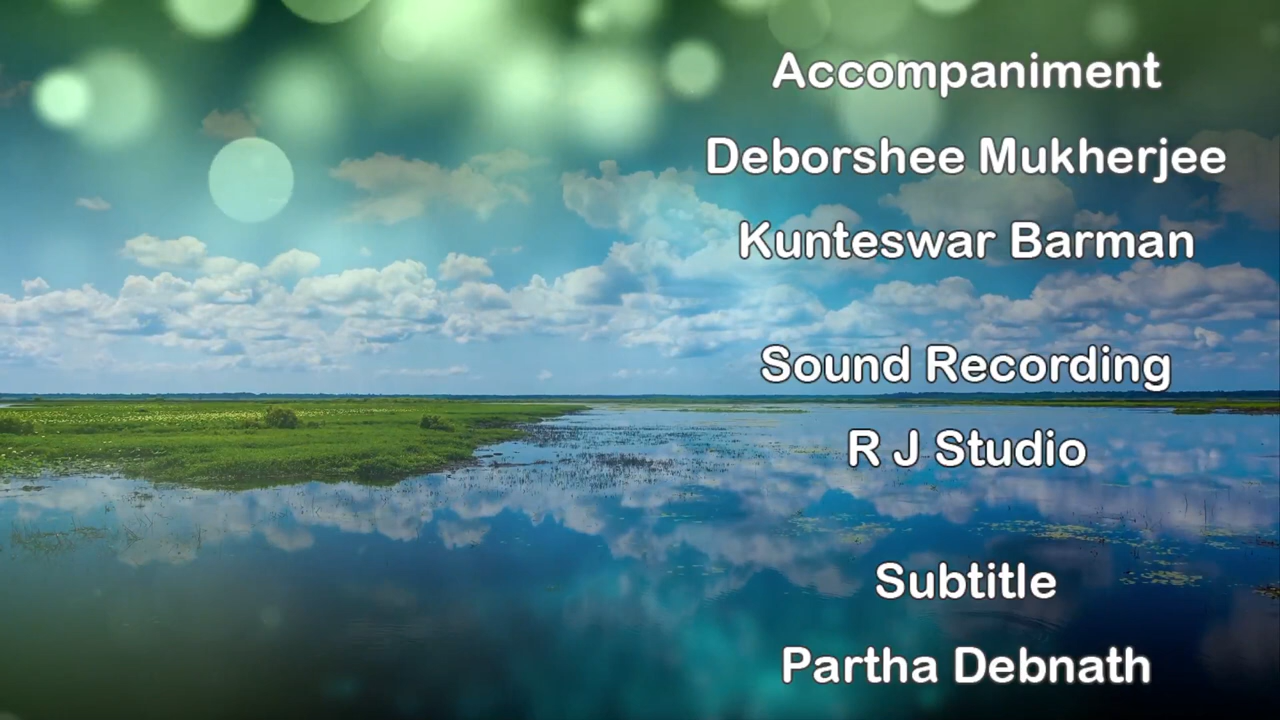 Accompaniment
Deborshee Mukherjee
Kunteswar Barman
Sound Recording
R J Studio
Subtitle
Partha Debnath